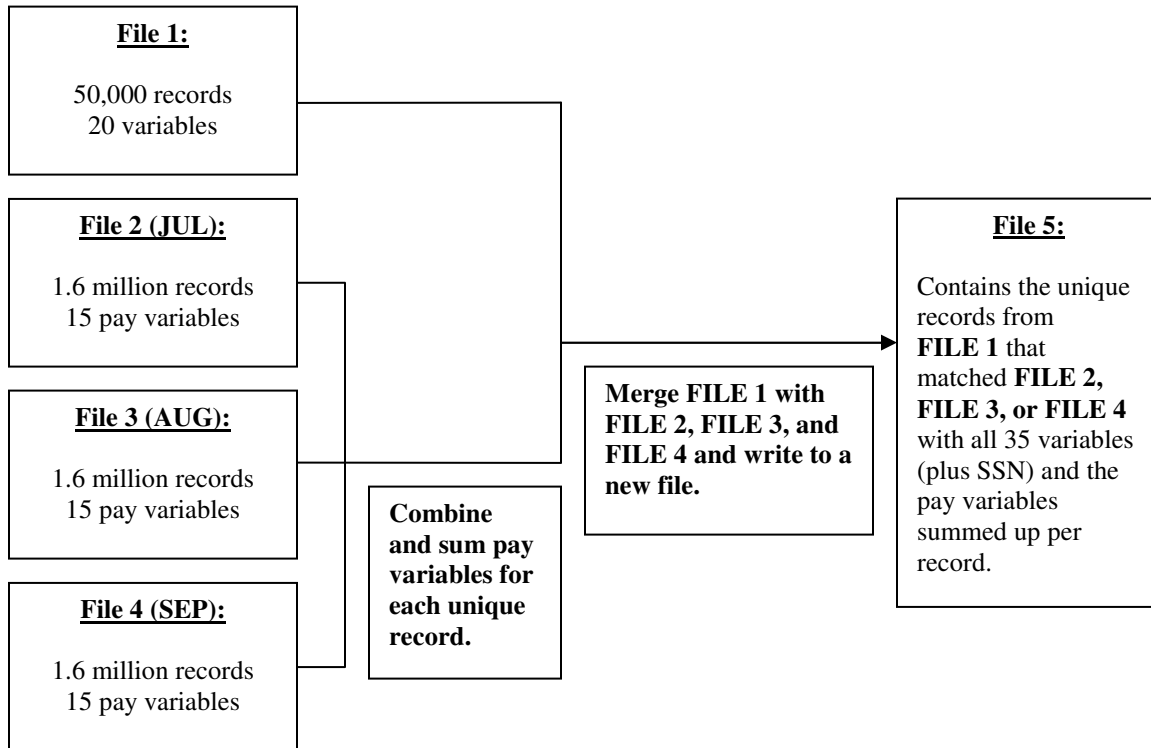 File 1:
50,000 records
20 variables
File 2 (JUL):
1.6 million records
15 pay variables
File 3 (AUG):
1.6 million records
15 pay variables
File 4 (SEP):
1.6 million records
15 pay variables
Combine
and sum pay
variables for
each unique
record.
Merge FILE 1 with
FILE 2, FILE 3, and
FILE 4 and write to a
new file.
File 5:
Contains the unique
records from
FILE 1 that
matched FILE 2,
FILE 3, or FILE 4
with all 35 variables
(plus SSN) and the
pay variables
summed up per
record.